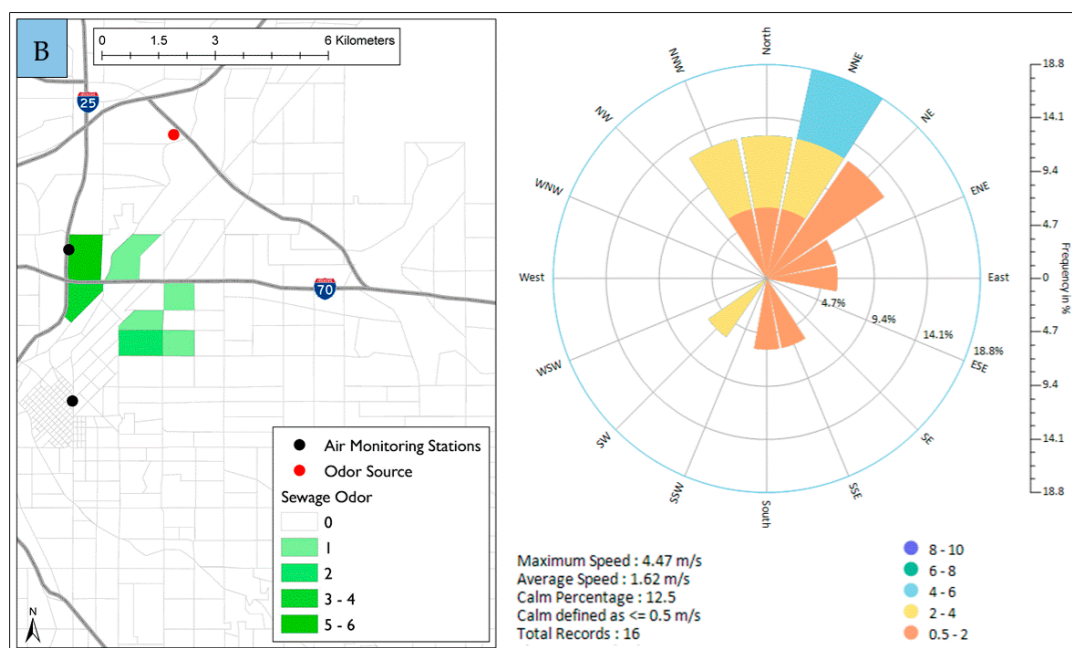 B
0 1.5 3 6 Kilometers
25
70
N
Air Monitoring Stations
Odor Source
Sewage Odor
0
1
2
3 - 4
5 - 6
North
NNE
NE
ENE
East
ESE
SE
SSE
South
SSW
SW
WSW
West
WNW
NW
NNW
4.7%
9.4%
14.1%
18.8%
18.8
14.1
9.4
4.7
0
4.7
9.4
14.1
18.8
Frequency in %
Maximum Speed : 4.47 m/s
Average Speed : 1.62 m/s
Calm Percentage : 12.5
Calm defined as <= 0.5 m/s
Total Records : 16
8 - 10
6 - 8
4 - 6
2 - 4
0.5 - 2